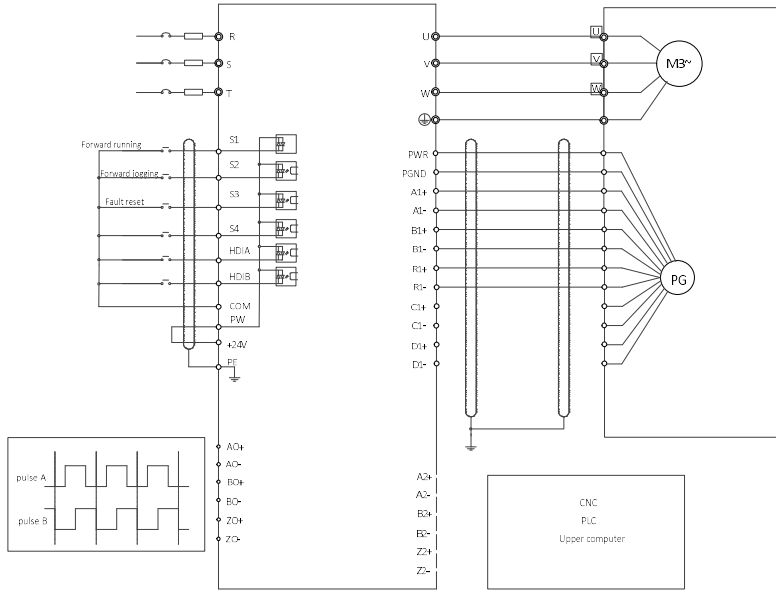 R
S
T
U
V
W
U
V
W
M3~
Forward running
Forward jogging
Fault reset
S1
S2
S3
S4
HDIA
HDIB
COM
PW
+24V
PE
PWR
PGND
A1+
A1-
B1+
B1-
R1+
R1-
C1+
C1-
D1+
D1-
PG
pulse A
pulse B
AO+
AO-
BO+
BO-
ZO+
ZO-
A2+
A2-
B2+
B2-
Z2+
Z2-
CNC
PLC
Upper computer